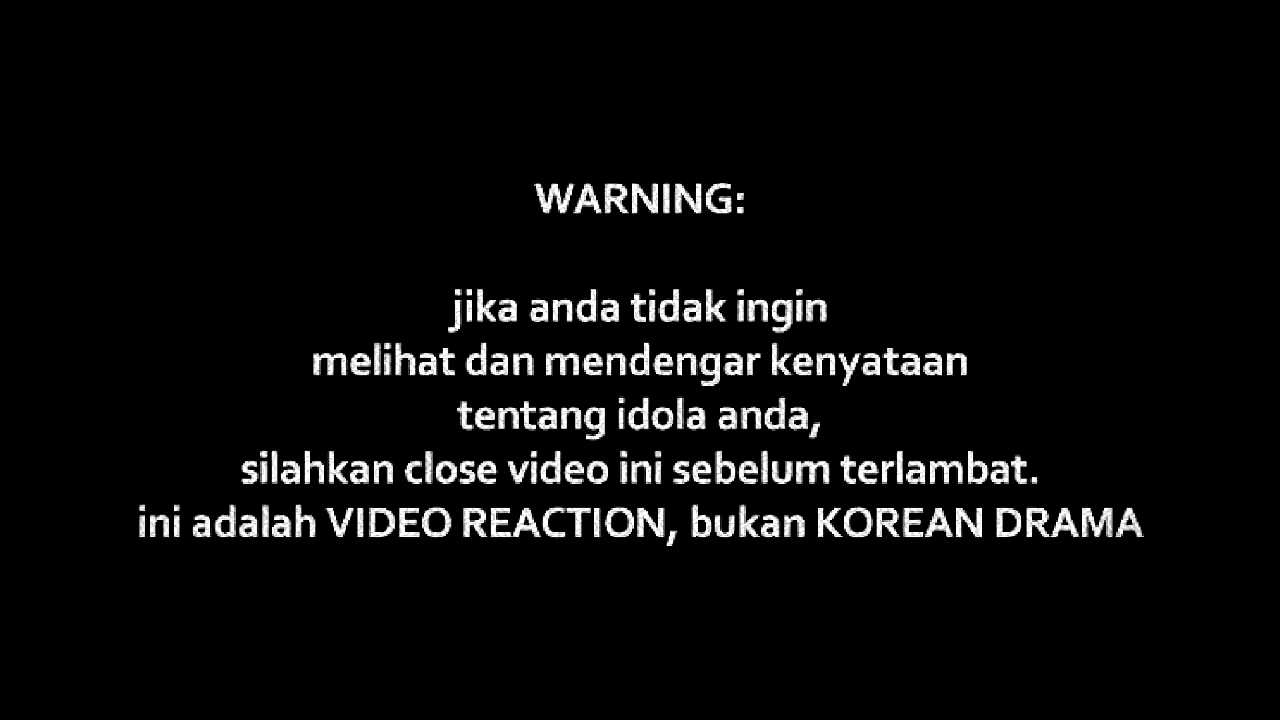 WARNING:
jika anda tidak ingin
melihat dan mendengar kenyataan
tentang idola anda,
silahkan close video ini sebelum terlambat.
ini adalah VIDEO REACTION, bukan KOREAN DRAMA